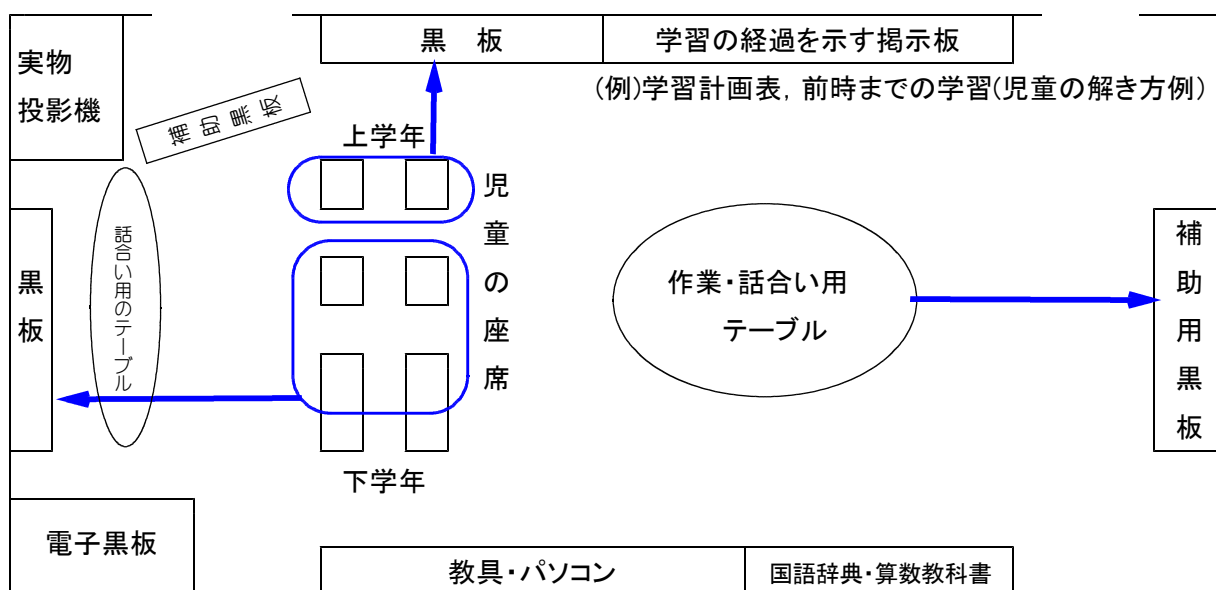 黒 板
学習の経過を示す掲示板
実物
投影機
(例)学習計画表, 前時までの学習(児童の解き方例)
補助黒板
上学年
児童の座席
話合い用のテーブル
黒板
作業・話合い用
テーブル
補助用黒板
下学年
電子黒板
教具・パソコン
国語辞典・算数教科書